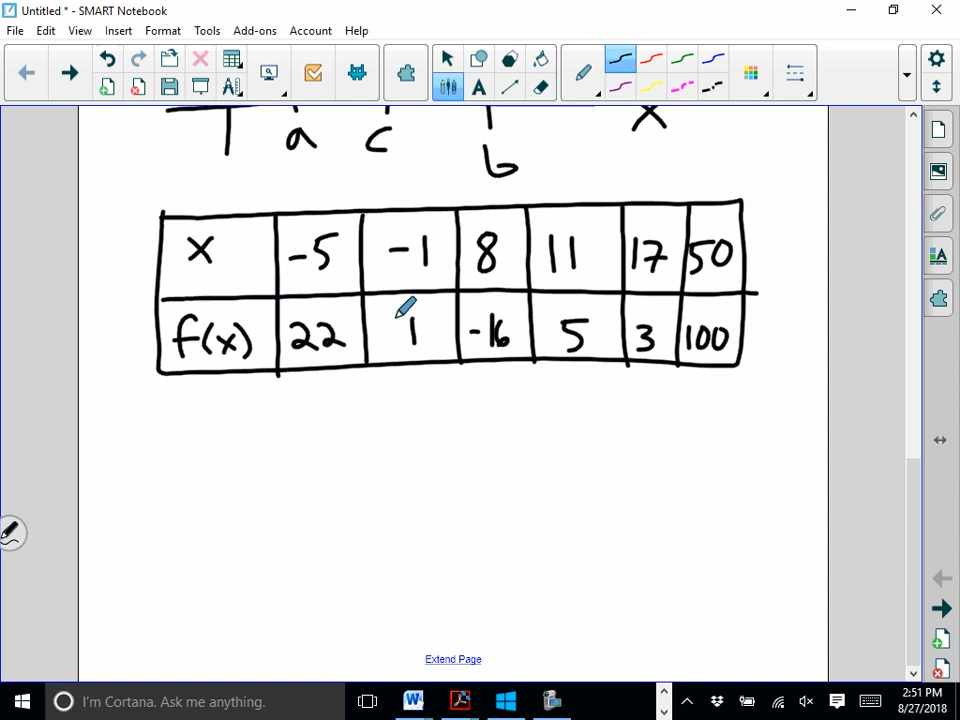 Untitled * - SMART Notebook
File Edit View Insert Format Tools Add-ons Account Help
a c x
b
x -5 -1 8 11 17 50
f(x) 22 1 -16 5 3 100
Extend Page
I'm Cortana. Ask me anything.
2:51 PM
8/27/2018